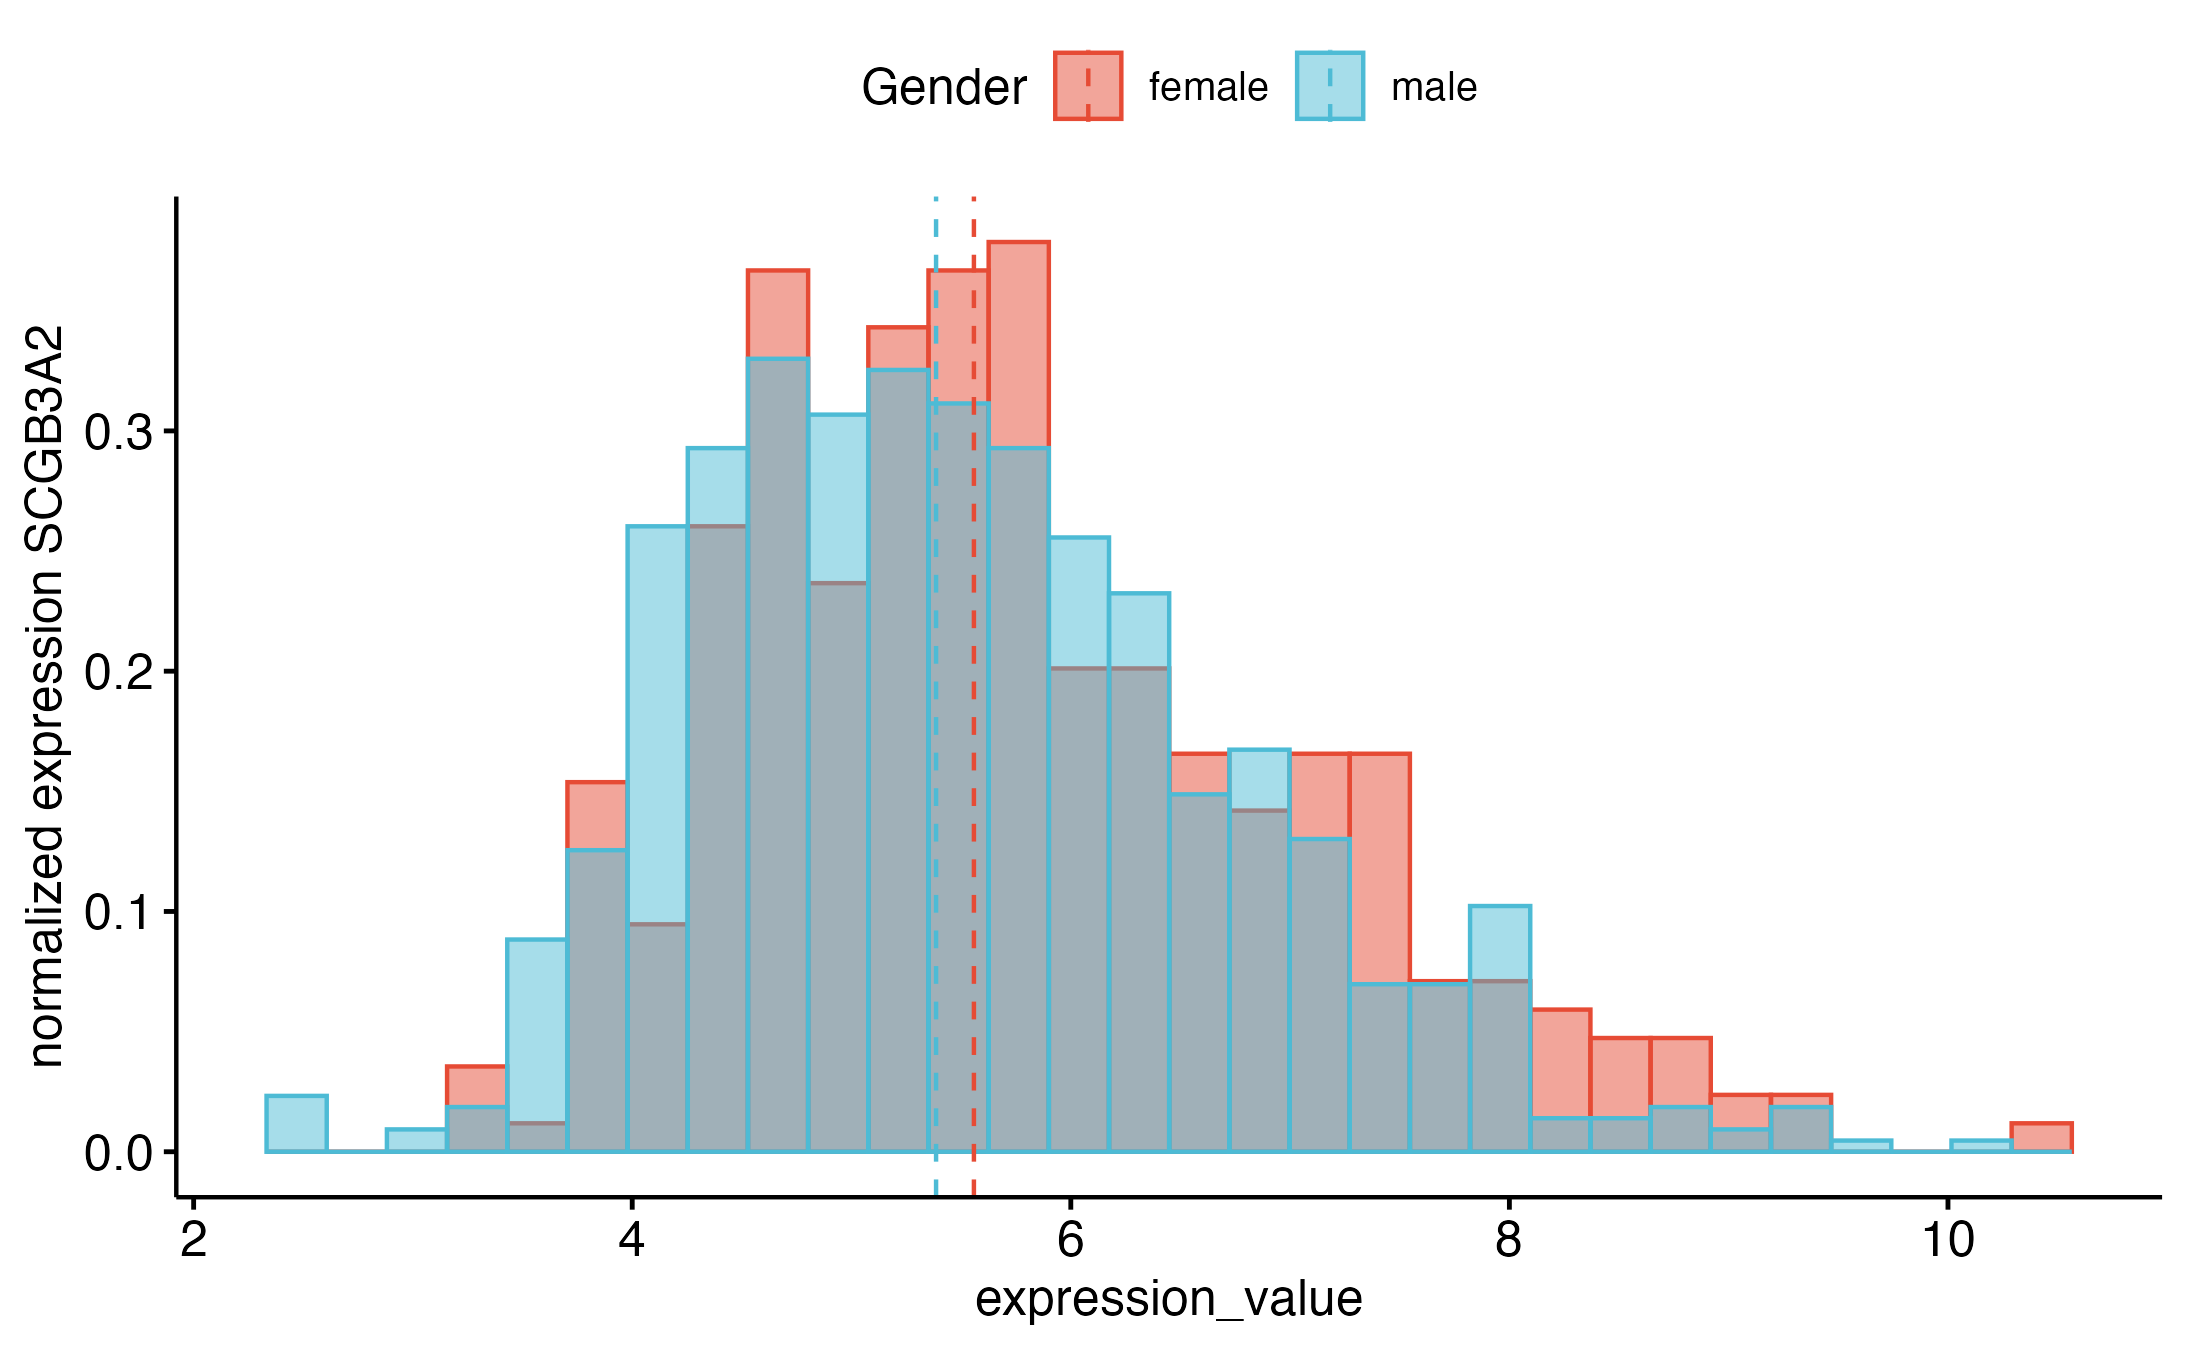 Gender female male
normalized expression SCGB3A2
0.3
0.2
0.1
0.0
2 4 6 8 10
expression_value